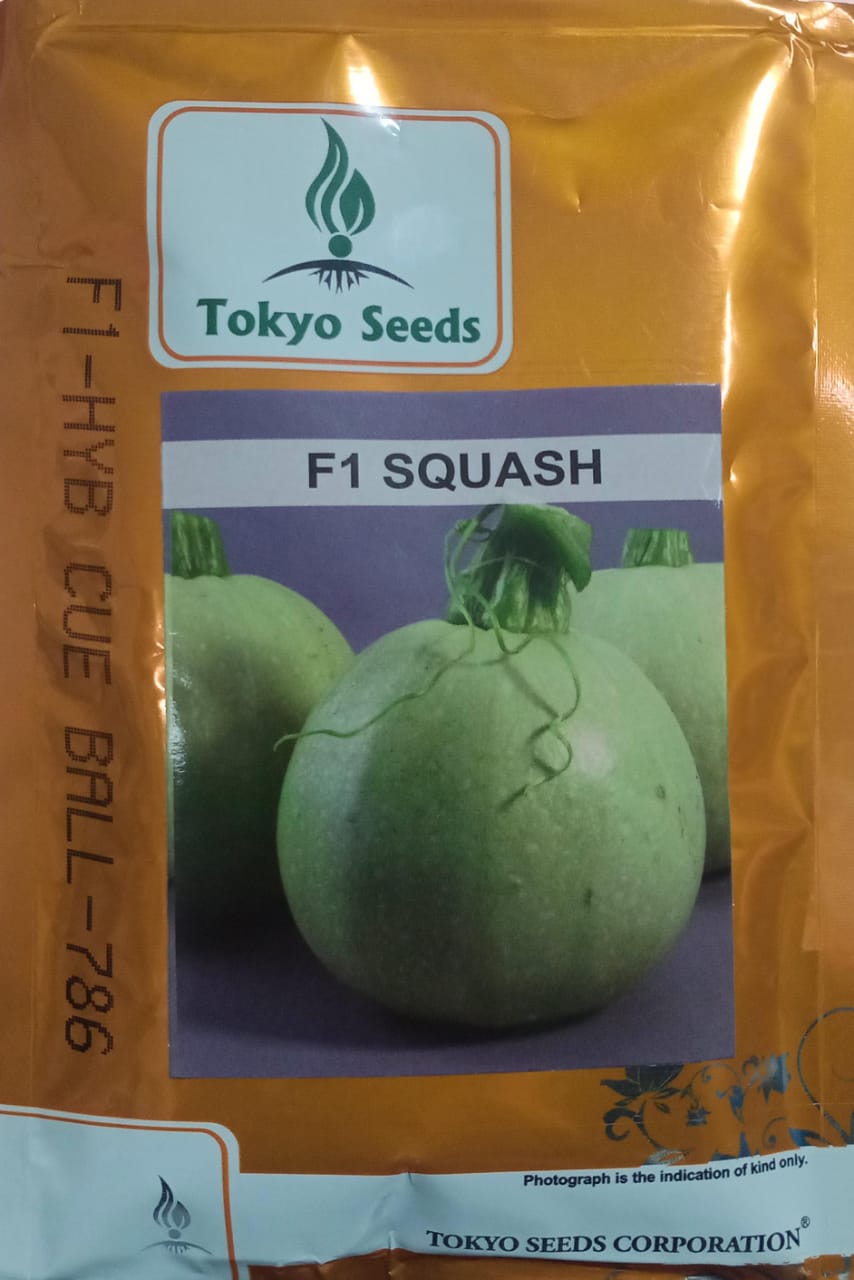 Tokyo Seeds
F1 SQUASH
F1-HYB CUE BALL-786
Photograph is the indication of kind only.
TOKYO SEEDS CORPORATION®